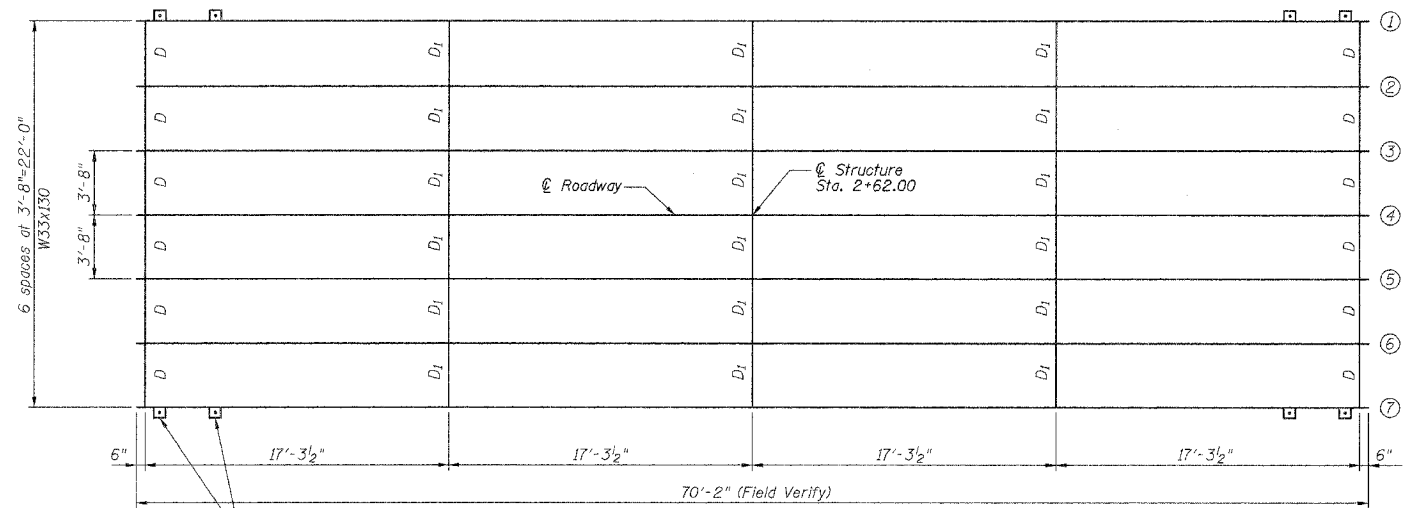 ①
D D₁ D₁ D₁ D
②
D D₁ D₁ D₁ D
③
D D₁ D₁ D₁ D
℄ Roadway
℄ Structure
Sta. 2+62.00
④
D D₁ D₁ D₁ D
⑤
D D₁ D₁ D₁ D
⑥
D D₁ D₁ D₁ D
⑦
6 spaces at 3'-8"=22'-0"
W33x130
3'-8"
3'-8"
6" 17'-3½" 17'-3½" 17'-3½" 17'-3½" 6"
70'-2" (Field Verify)